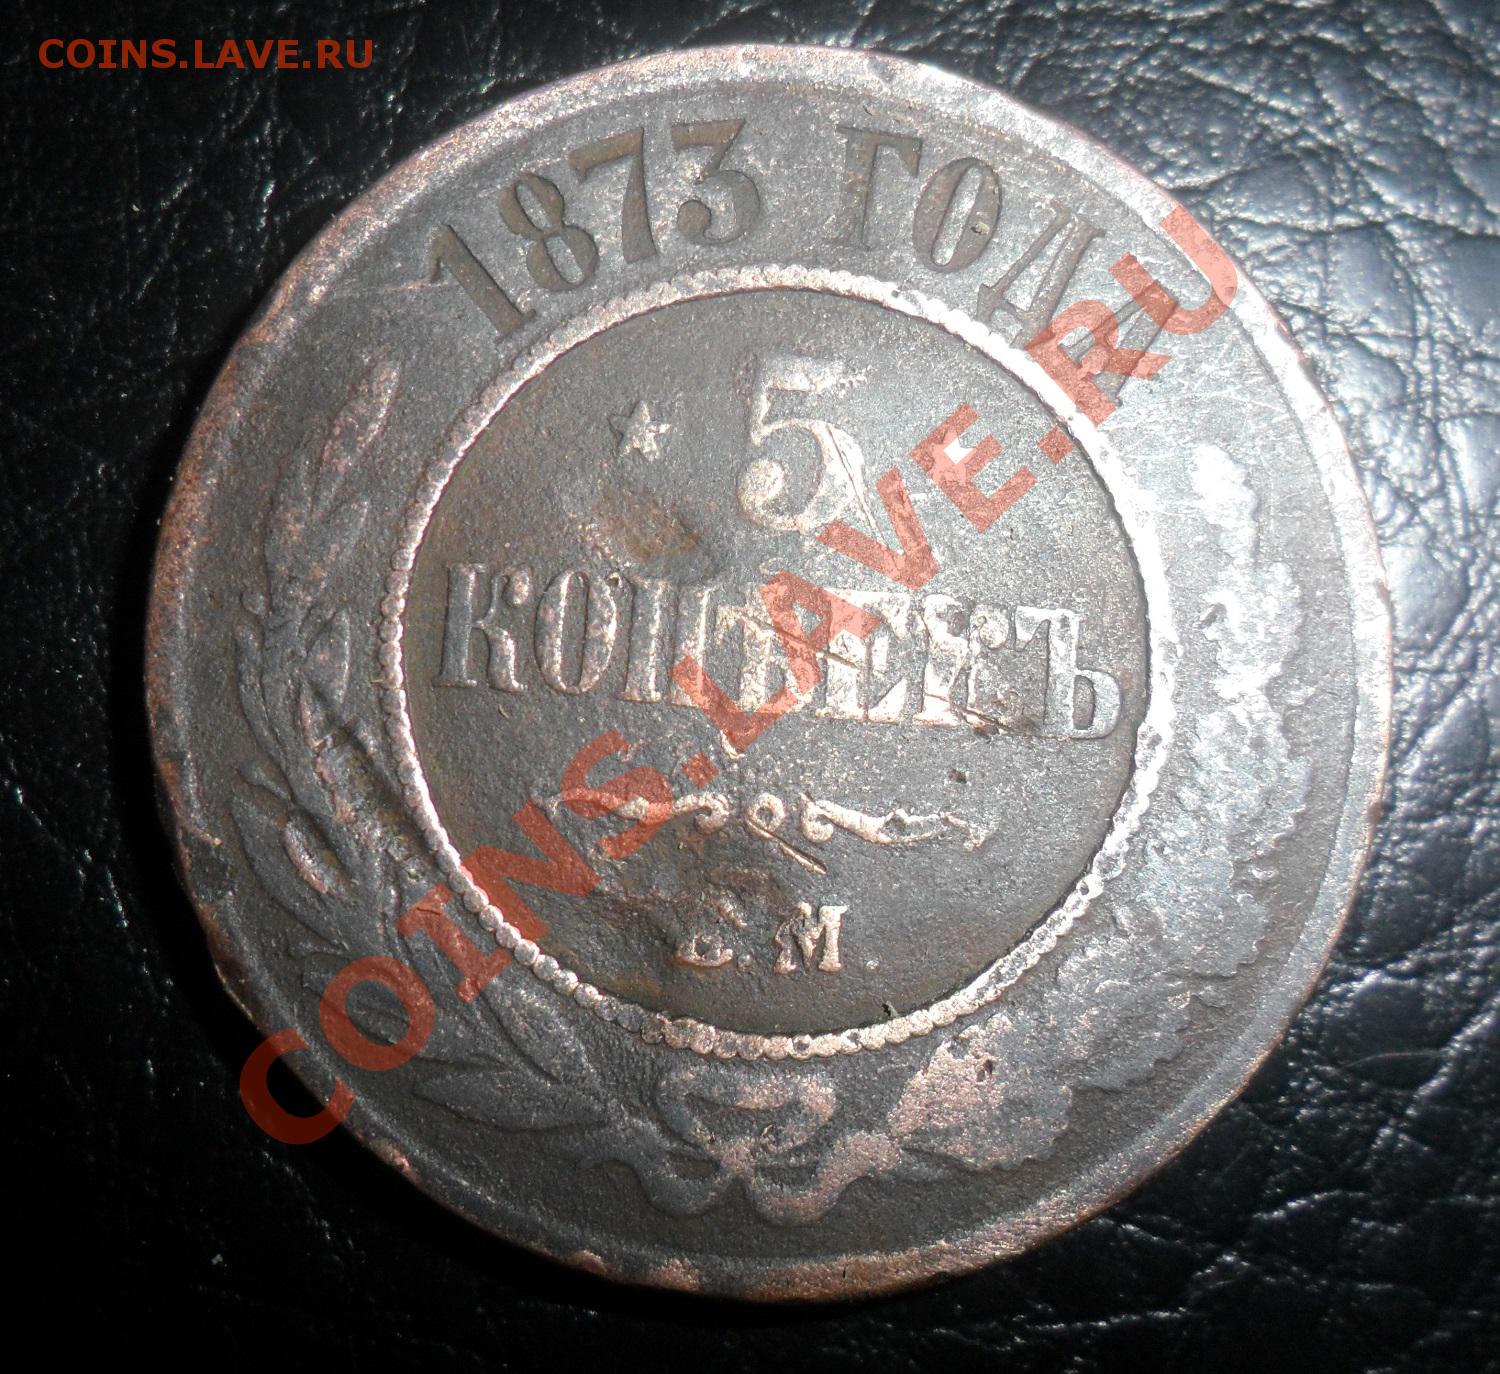 COINS.LAVE.RU
1873 ГОДА
5
КОПѢЕКЪ
Е.М.
COINS.LAVE.RU